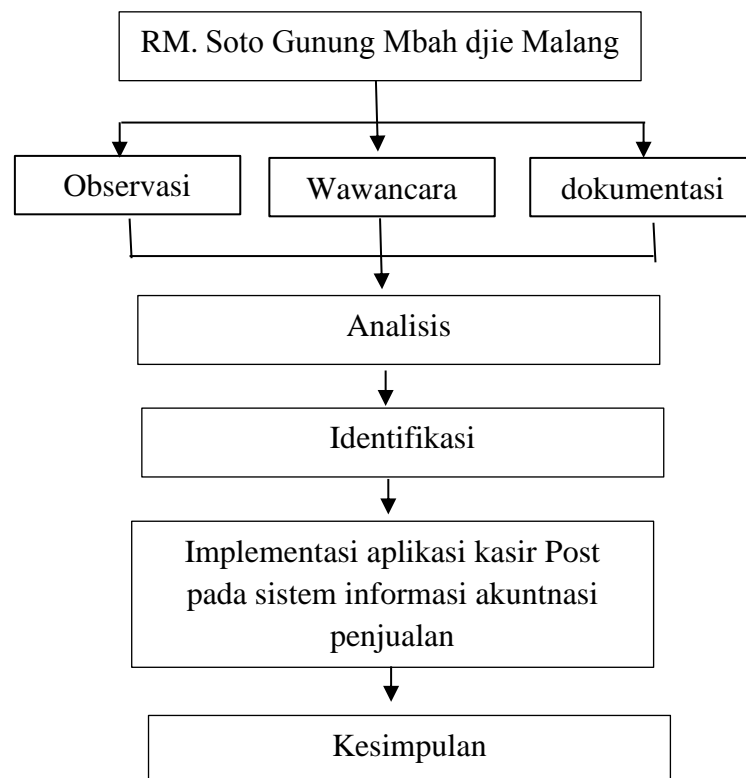 RM. Soto Gunung Mbah djie Malang
Observasi
Wawancara
dokumentasi
Analisis
Identifikasi
Implementasi aplikasi kasir Post
pada sistem informasi akuntnasi
penjualan
Kesimpulan